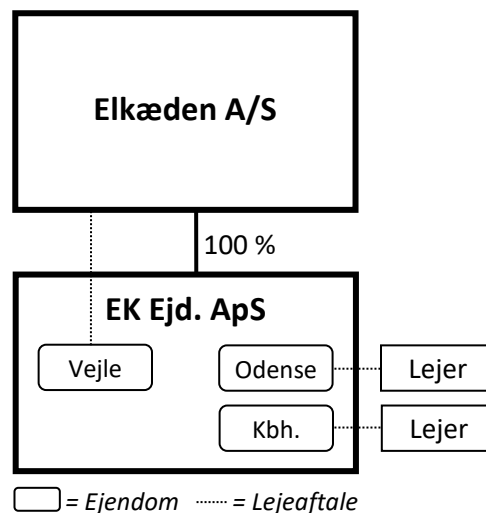 Elkæden A/S
100 %
EK Ejd. ApS
Vejle
Odense
Lejer
Kbh.
Lejer
= Ejendom ........ = Lejeaftale